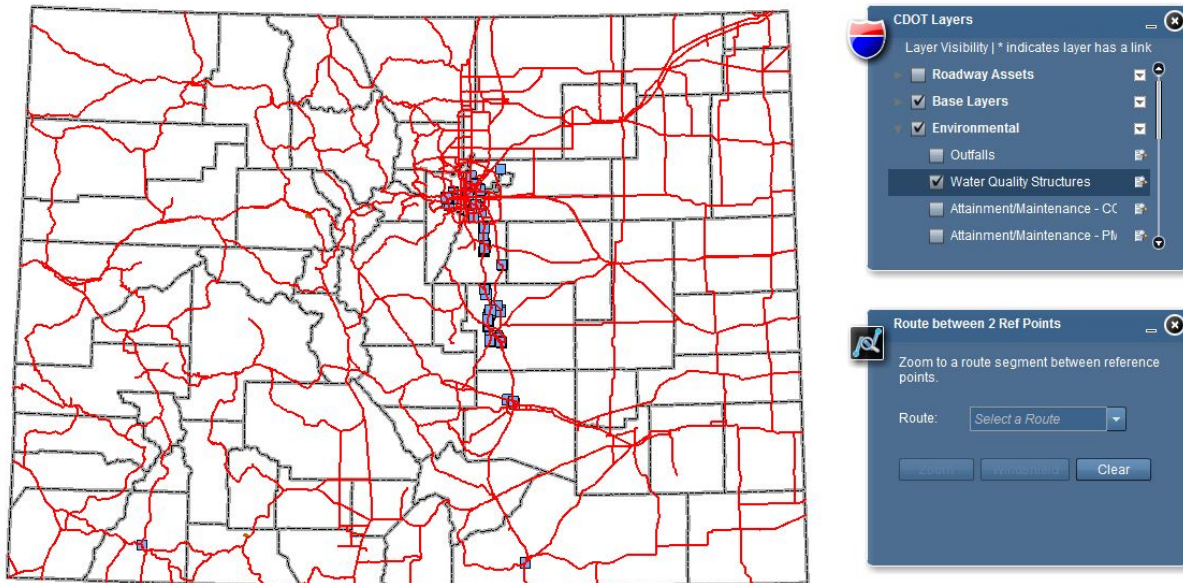 CDOT Layers
Layer Visibility | * indicates layer has a link
Roadway Assets
Base Layers
Environmental
Outfalls
Water Quality Structures
Attainment/Maintenance - CC
Attainment/Maintenance - PM
Route between 2 Ref Points
Zoom to a route segment between reference
points.
Route: Select a Route
Zoom Windshield Clear